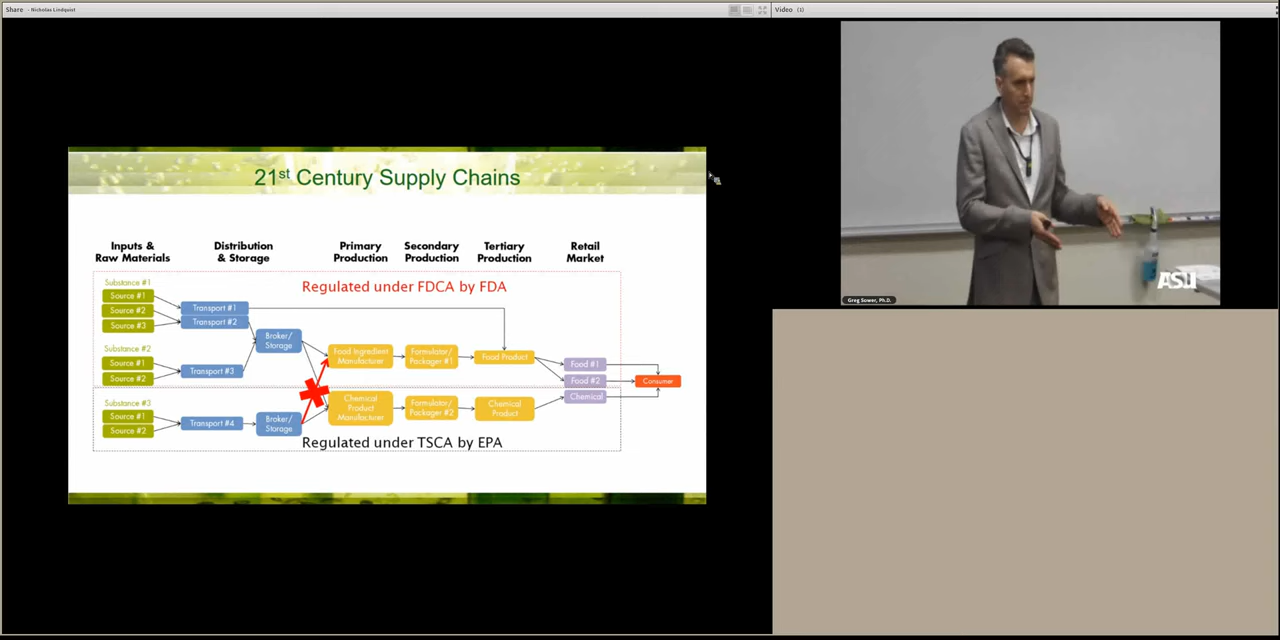 Share - Nicholas Lindquist
Video (1)
21st Century Supply Chains
Inputs &
Raw Materials
Distribution
& Storage
Primary
Production
Secondary
Production
Tertiary
Production
Retail
Market
Regulated under FDCA by FDA
Substance #1
Source #1
Source #2
Source #3
Transport #1
Transport #2
Broker/
Storage
Substance #2
Source #1
Source #2
Transport #3
Food Ingredient
Manufacturer
Formulator/
Packager #1
Food Product
Food #1
Food #2
Chemical
Consumer
Substance #3
Source #1
Source #2
Transport #4
Broker/
Storage
Chemical
Product
Manufacturer
Formulator/
Packager #2
Chemical
Product
Regulated under TSCA by EPA
ASU
Greg Sower, Ph.D.